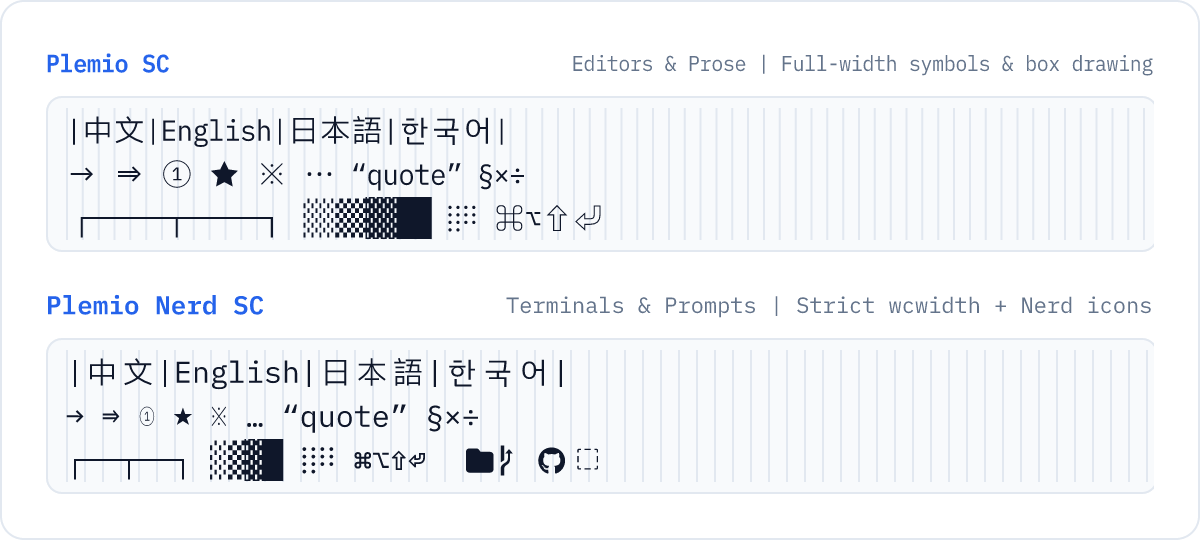 Plemio SC
Editors & Prose | Full-width symbols & box drawing
|中文|English|日本語|한국어|
→ ⇒ ① ★ ※ … “quote” §×÷
┌──┬──┐ ░▒▓█ ⌘⌥⇧⏎
Plemio Nerd SC
Terminals & Prompts | Strict wcwidth + Nerd icons
|中文|English|日本語|한국어|
→ ⇒ ① ★ ※ … “quote” §×÷
┌──┬──┐ ░▒▓█ ⌘⌥⇧⏎